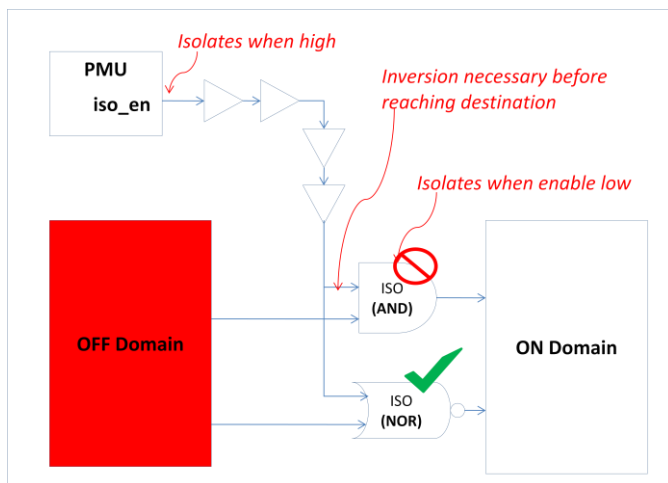 Isolates when high
PMU
iso_en
Inversion necessary before
reaching destination
Isolates when enable low
ISO
(AND)
OFF Domain
ON Domain
ISO
(NOR)